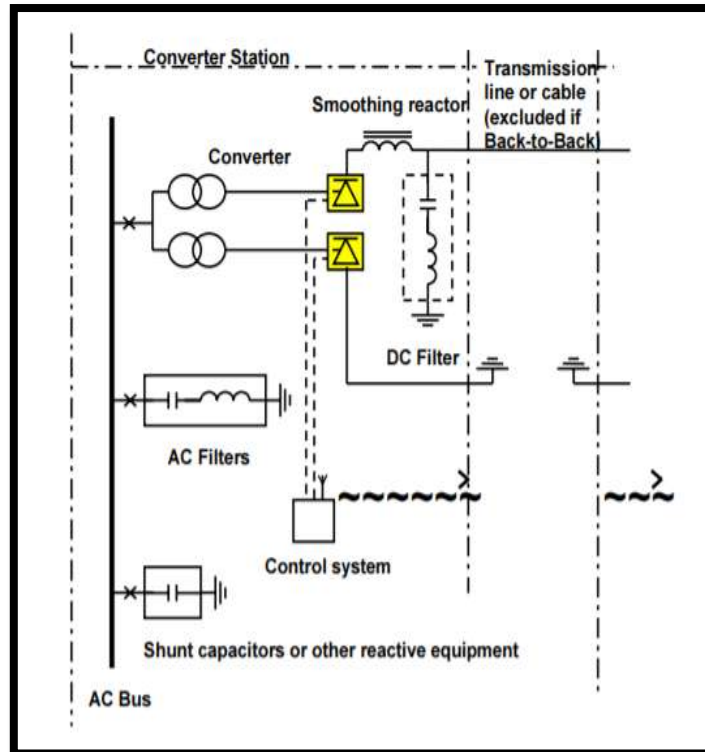 Converter Station
Transmission
line or cable
(excluded if
Back-to-Back)
Smoothing reactor
Converter
DC Filter
AC Filters
Control system
Shunt capacitors or other reactive equipment
AC Bus